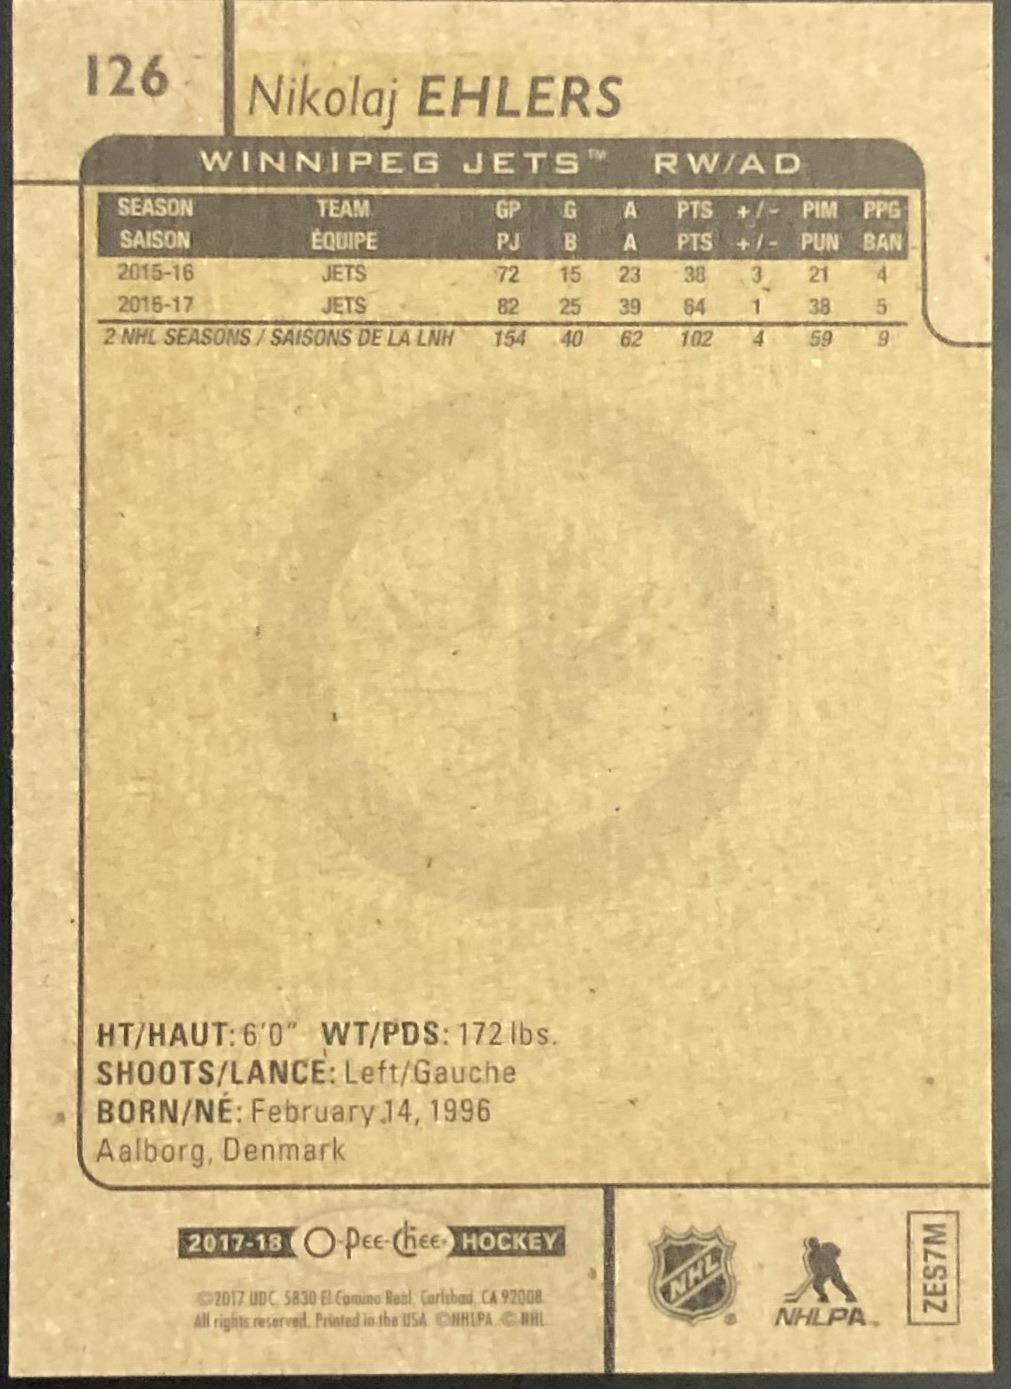 126
Nikolaj EHLERS
WINNIPEG JETS™ RW/AD
SEASON TEAM GP G A PTS +/- PIM PPG
SAISON ÉQUIPE PJ B A PTS +/- PUN BAN
2015-16 JETS 72 15 23 38 3 21 4
2016-17 JETS 82 25 39 64 1 38 5
2 NHL SEASONS / SAISONS DE LA LNH 154 40 62 102 4 59 9
HT/HAUT: 6'0" WT/PDS: 172 lbs.
SHOOTS/LANCE: Left/Gauche
BORN/NÉ: February 14, 1996
Aalborg, Denmark
2017-18 O-Pee-Chee HOCKEY
©2017 UDC. 5830 El Camino Real, Carlsbad, CA 92008.
All rights reserved. Printed in the USA. ©NHLPA © NHL
NHL
NHLPA
ZES7M